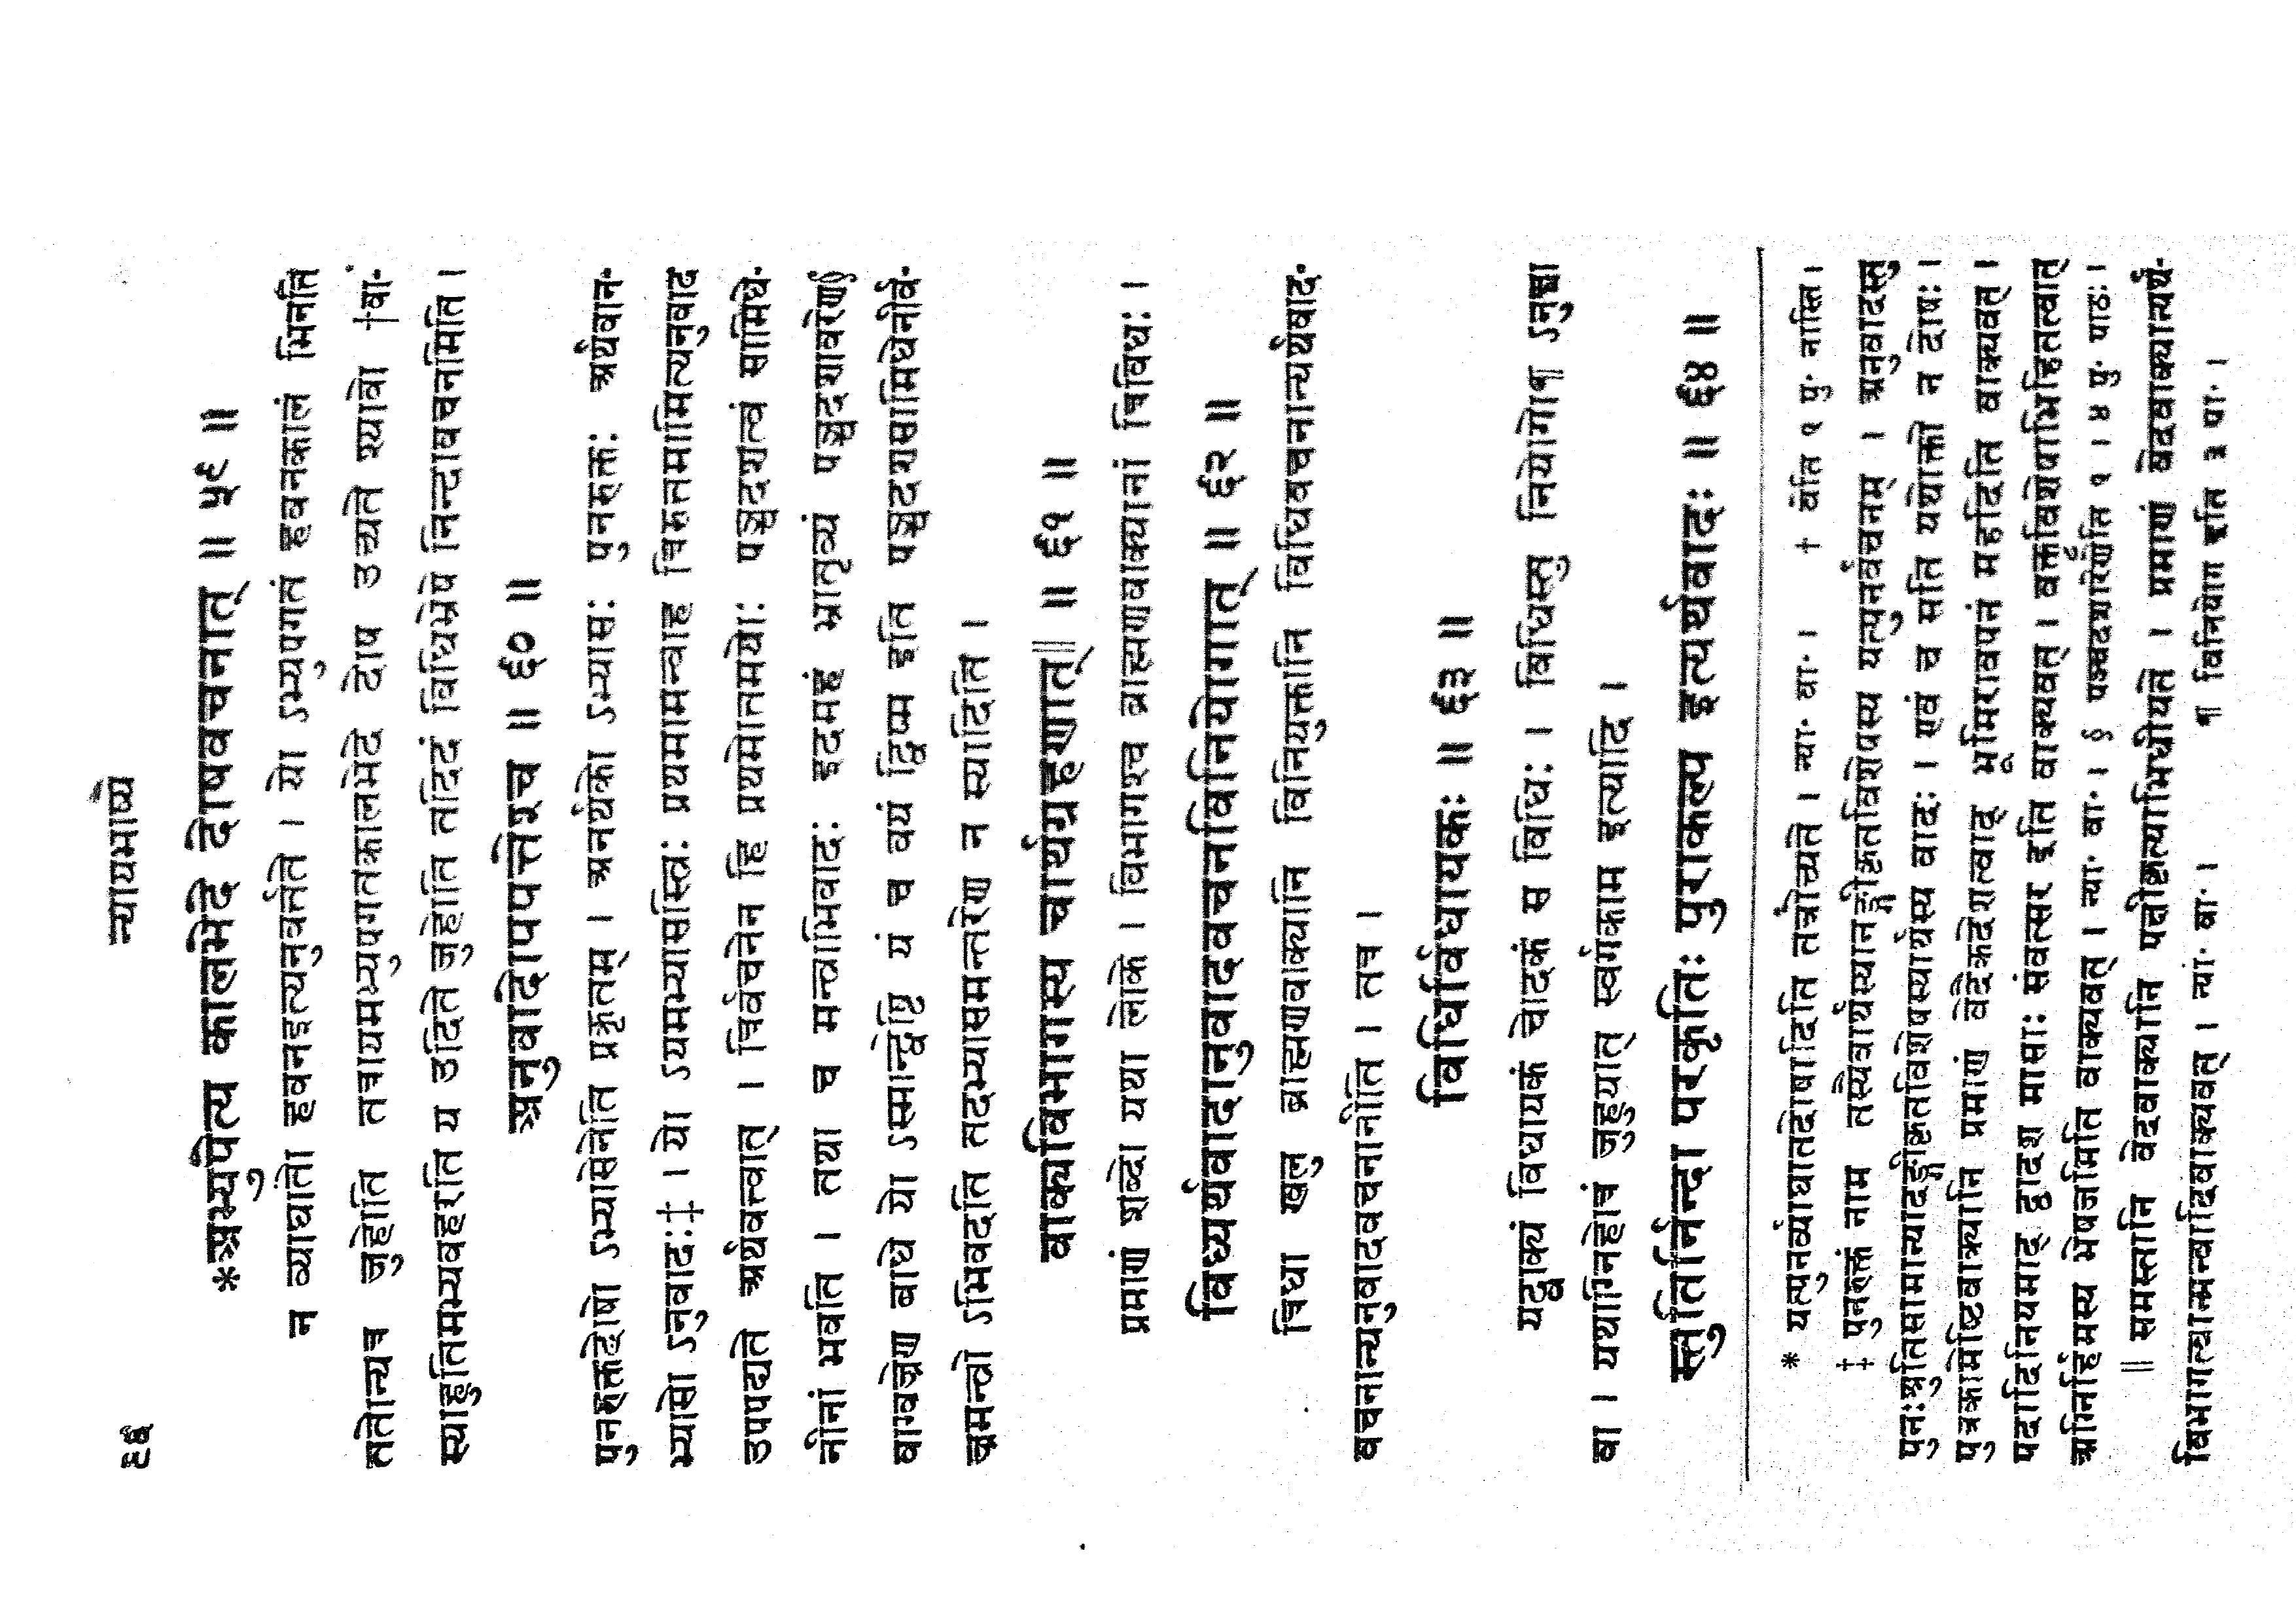 ९६
न्यायभाष्ये
*अभ्युपेत्य कालभेदे दोषवचनात् ॥ ५९ ॥
न व्याघातो हवनइत्यनुवर्त्तते । यो ऽभ्युपगतं हवनकालं भिनत्ति
ततोन्यत्र जुहोति तत्रायमभ्युपगतकालभेदे दोष उच्यते श्यावो †वा-
स्याहुतिमभ्यवहरति य उदिते जुहोति तदिदं विधिभ्रेषे निन्दावचनमिति ।
अनुवादोपपत्तेश्च ॥ ६० ॥
पुनरुक्तदोषो ऽभ्यासेनेति प्रकृतम् । अनर्थको ऽभ्यासः पुनरुक्तः अर्थवान-
भ्यासो ऽनुवादः‡ । यो ऽयमभ्यासस्त्रिः प्रथमामन्वाह त्रिरुत्तमामित्यनुवाद
उपपद्यते अर्थवत्त्वात् । त्रिर्वचनेन हि प्रथमोत्तमयोः पञ्चदशत्वं सामिधे-
नीनां भवति । तथा च मन्त्राभिवादः इदमहं भ्रातृव्यं पञ्चदशावरेण§
वाग्वज्रेण बाधे यो ऽस्मान्द्वेष्टि यं च वयं द्विष्म इति पञ्चदशसामिधेनीर्व-
ज्रमन्त्रो ऽभिवदति तदभ्यासमन्तरेण न स्यादिति ।
वाक्यविभागस्य चार्थग्रहणात्‖ ॥ ६१ ॥
प्रमाणं शब्दो यथा लोके । विभागश्च ब्राह्मणवाक्यानां त्रिविधः ।
विध्यर्थवादानुवादवचनविनियोगात् ॥ ६२ ॥
त्रिधा खलु ब्राह्मणवाक्यानि विनियुक्तानि विधिवचनान्यर्थवाद-
वचनान्यनुवादवचनानीति । तत्र ।
विधिर्विधायकः ॥ ६३ ॥
यद्वाक्यं विधायकं चोदकं स विधिः । विधिस्तु नियोगो¶ ऽनुज्ञा
वा । यथाग्निहोत्रं जुहुयात् स्वर्गकाम इत्यादि ।
स्तुतिर्निन्दा परकृतिः पुराकल्प इत्यर्थवादः ॥ ६४ ॥
* यत्पुनर्व्याघातदोषादिति तत्रोच्यते । न्या॰ वा॰ । † वेति १ पु॰ नास्ति ।
‡ पुनरुक्तं नाम तस्यैवार्थस्यानङ्गीकृतविशेषस्य यत्पुनर्वचनम् । अनुवादस्तु
पुनःश्रुतिसामान्यादङ्गीकृतविशेषस्यार्थस्य वादः । एवं च सति यथोक्तो न दोषः ।
पुत्रकामेष्टिवाक्यानि प्रमाणं वेदैकदेशत्वाद् भूमिरावपनं महदिति वाक्यवत् ।
पदादिनियमाद् द्वादश मासाः संवत्सर इति वाक्यवत् । वक्तृविशेषाभिहितत्वात्
अग्निर्हिमस्य भेषजमिति वाक्यवत् । न्या॰ वा॰ । § पञ्चदशारेणेति १ । ४ पु॰ पाठः ।
‖ समस्तानि वेदवाक्यानि पक्षीकृत्याभिधीयते । प्रमाणं वेदवाक्यान्यर्थ-
विभागत्वान्मन्वादिवाक्यवत् । न्या॰ वा॰ । ¶ विनियोग इति ३ पा॰ ।